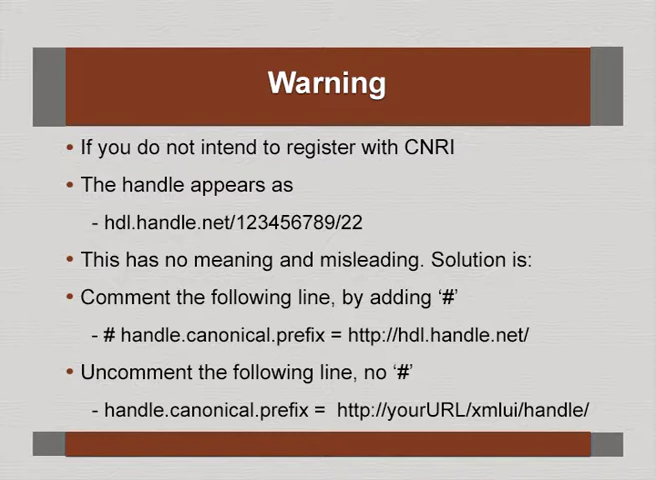 Warning
• If you do not intend to register with CNRI
• The handle appears as
- hdl.handle.net/123456789/22
• This has no meaning and misleading. Solution is:
• Comment the following line, by adding ‘#’
- # handle.canonical.prefix = http://hdl.handle.net/
• Uncomment the following line, no ‘#’
- handle.canonical.prefix =  http://yourURL/xmlui/handle/